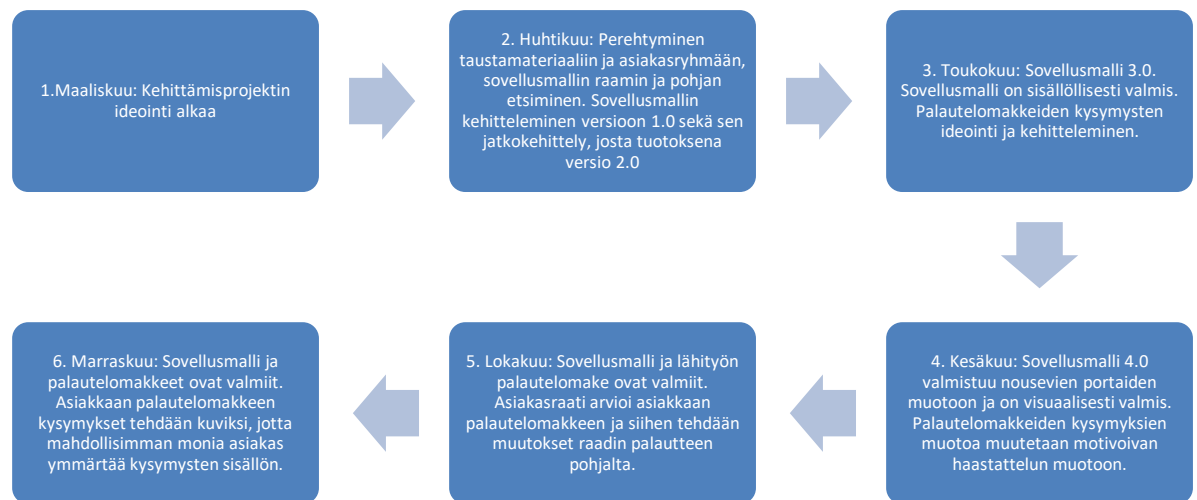 1.Maaliskuu: Kehittämisprojektin
ideointi alkaa
2. Huhtikuu: Perehtyminen
taustamateriaaliin ja asiakasryhmään,
sovellusmallin raamin ja pohjan
etsiminen. Sovellusmallin
kehitteleminen versioon 1.0 sekä sen
jatkokehittely, josta tuotoksena
versio 2.0
3. Toukokuu: Sovellusmalli 3.0.
Sovellusmalli on sisällöllisesti valmis.
Palautelomakkeiden kysymysten
ideointi ja kehitteleminen.
4. Kesäkuu: Sovellusmalli 4.0
valmistuu nousevien portaiden
muotoon ja on visuaalisesti valmis.
Palautelomakkeiden kysymyksien
muotoa muutetaan motivoivan
haastattelun muotoon.
5. Lokakuu: Sovellusmalli ja lähityön
palautelomake ovat valmiit.
Asiakasraati arvioi asiakkaan
palautelomakkeen ja siihen tehdään
muutokset raadin palautteen
pohjalta.
6. Marraskuu: Sovellusmalli ja
palautelomakkeet ovat valmiit.
Asiakkaan palautelomakkeen
kysymykset tehdään kuviksi, jotta
mahdollisimman monia asiakas
ymmärtää kysymysten sisällön.